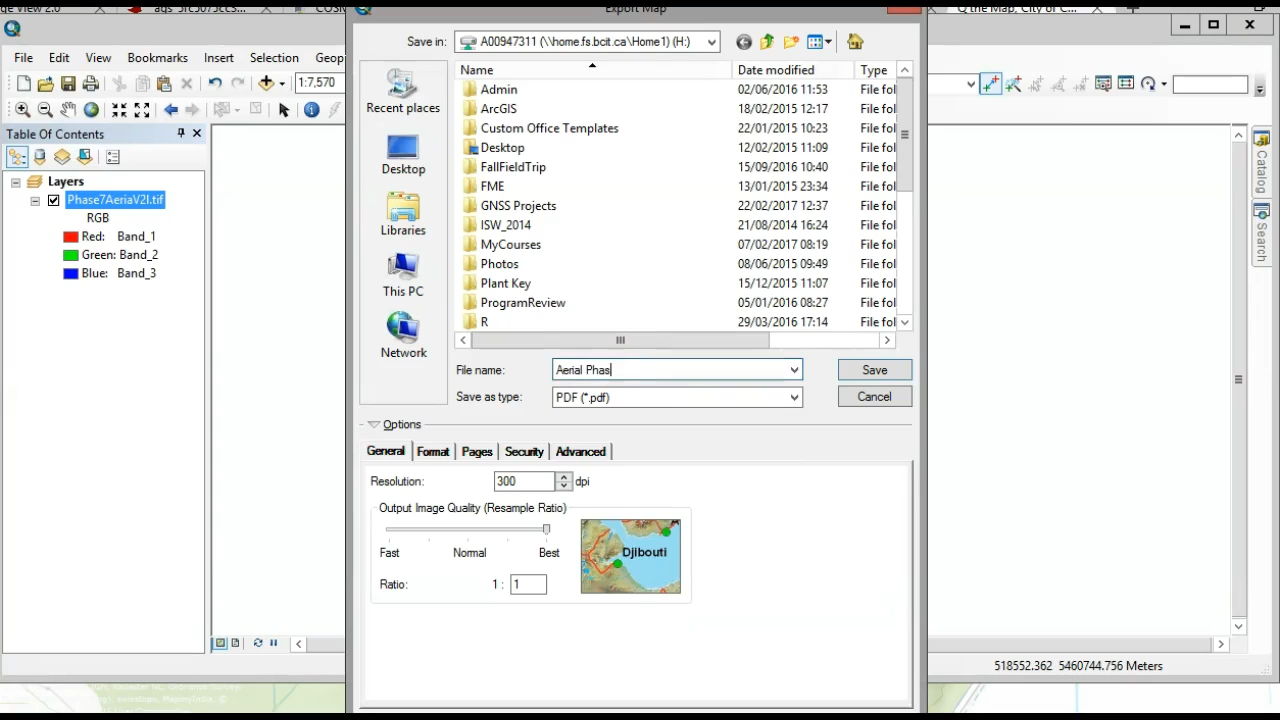 Export Map
Q the Map, City of C...
Save in: A00947311 (\\home.fs.bcit.ca\Home1) (H:)
File Edit View Bookmarks Insert Selection
1:7,570
Table Of Contents
Layers
Phase7AeriaV2l.tif
RGB
Red: Band_1
Green: Band_2
Blue: Band_3
Recent places
Desktop
Libraries
This PC
Network
Name Date modified Type
Admin 02/06/2016 11:53 File fol
ArcGIS 18/02/2015 12:17 File fol
Custom Office Templates 22/01/2015 10:23 File fol
Desktop 12/02/2015 11:09 File fol
FallFieldTrip 15/09/2016 10:40 File fol
FME 13/01/2015 23:34 File fol
GNSS Projects 22/02/2017 12:37 File fol
ISW_2014 21/08/2014 16:24 File fol
MyCourses 07/02/2017 08:19 File fol
Photos 08/06/2015 09:49 File fol
Plant Key 15/12/2015 11:07 File fol
ProgramReview 05/01/2016 08:27 File fol
R 29/03/2016 17:14 File fol
File name: Aerial Phas Save
Save as type: PDF (*.pdf) Cancel
Options
General Format Pages Security Advanced
Resolution: 300 dpi
Output Image Quality (Resample Ratio)
Fast Normal Best
Ratio: 1 : 1
Djibouti
Catalog
Search
518552.362 5460744.756 Meters